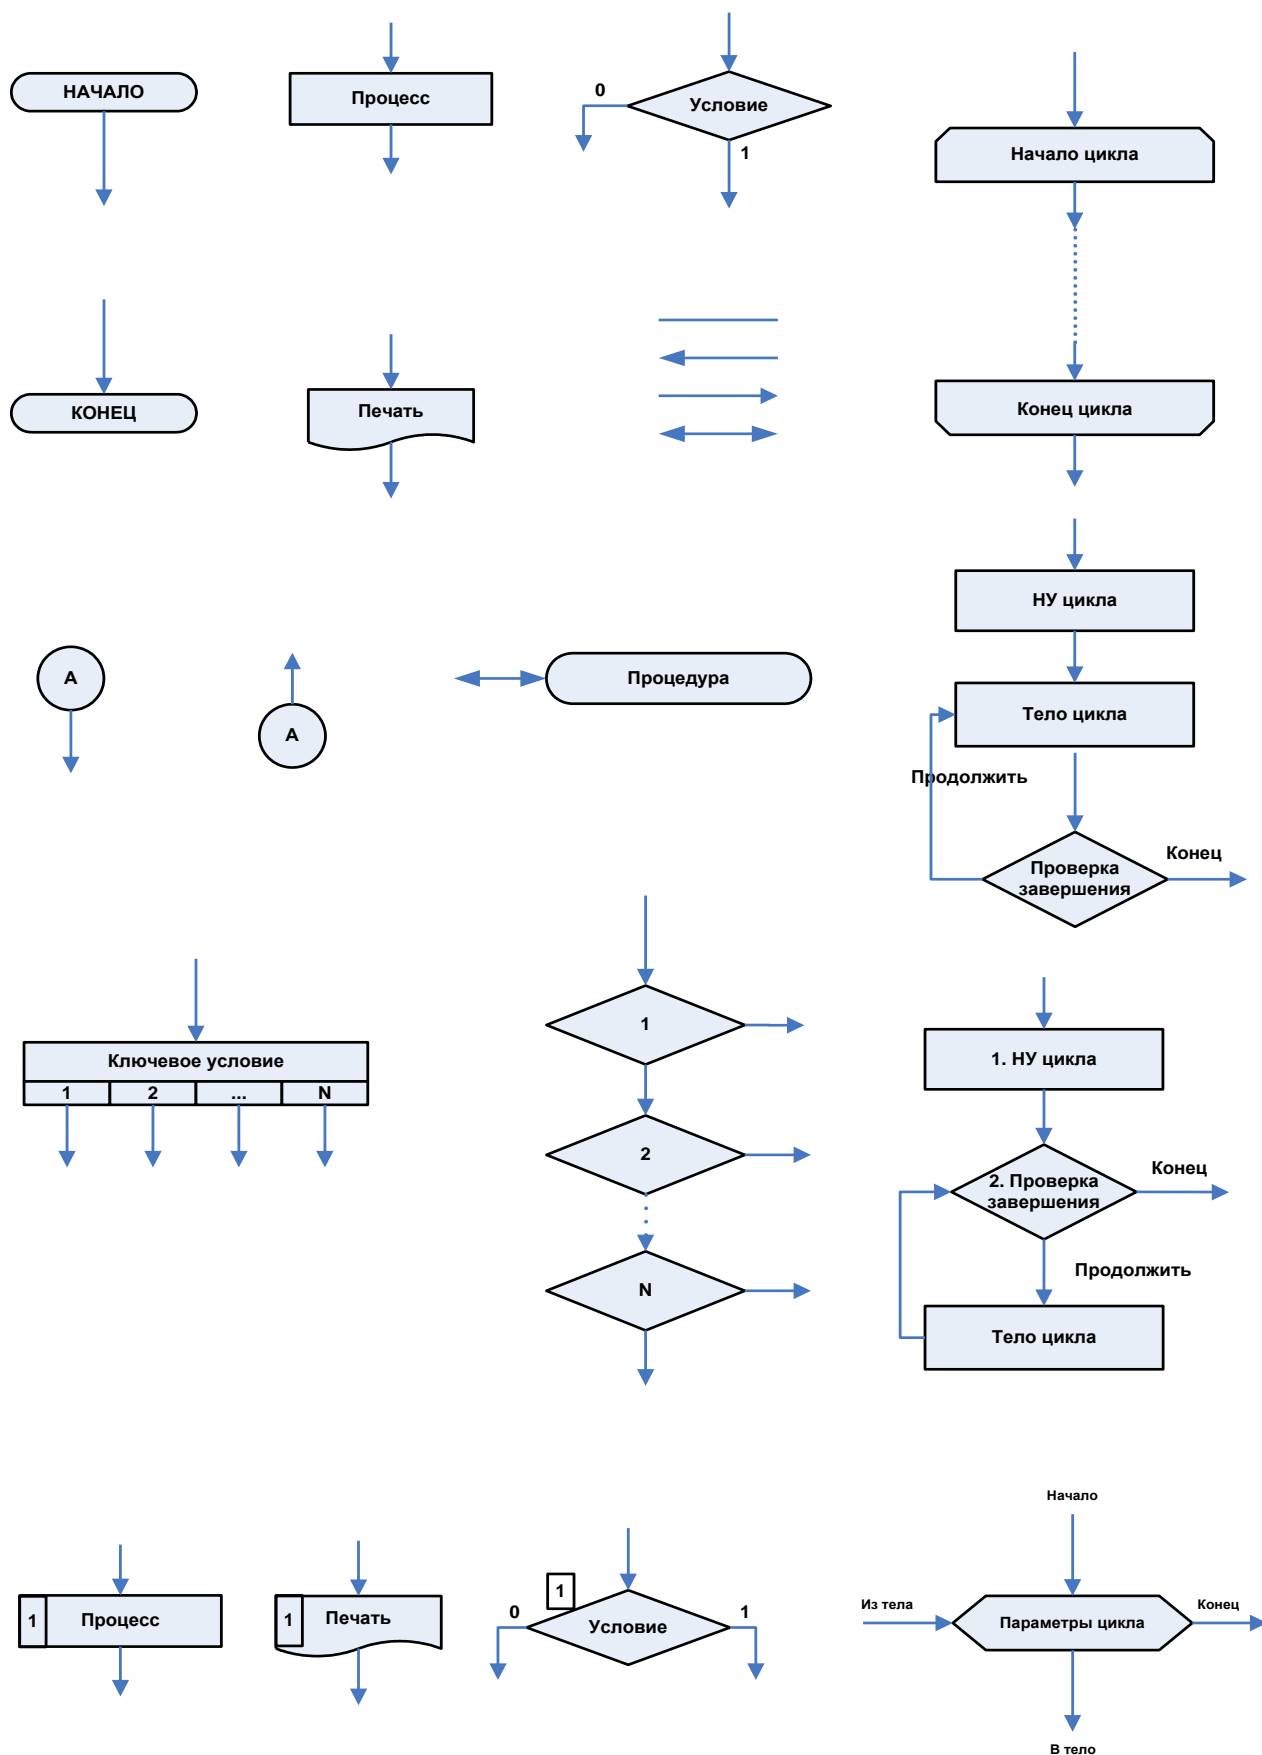 НАЧАЛО
Процесс
0
Условие
1
Начало цикла
КОНЕЦ
Печать
Конец цикла
НУ цикла
А
А
Процедура
Тело цикла
Продолжить
Проверка
завершения
Конец
Ключевое условие
1
2
...
N
1
2
N
1. НУ цикла
2. Проверка
завершения
Конец
Продолжить
Тело цикла
1
Процесс
1
Печать
1
0
Условие
1
Начало
Из тела
Параметры цикла
Конец
В тело